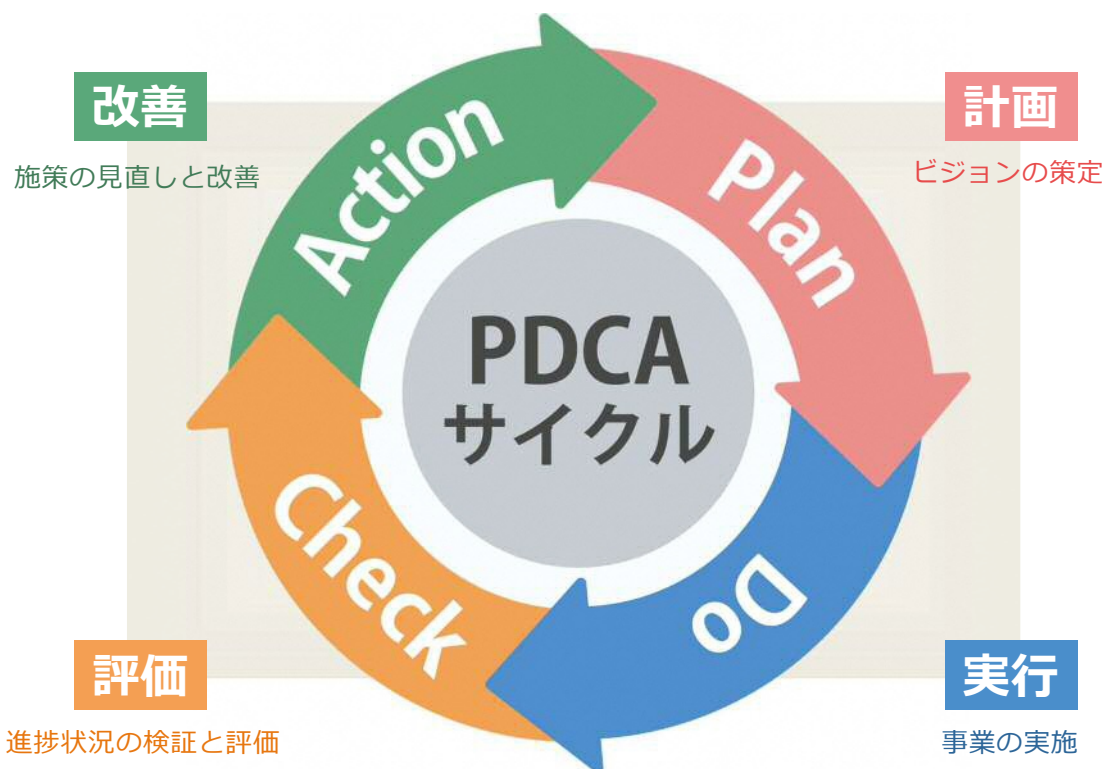 改善
施策の見直しと改善
計画
ビジョンの策定
Action
Plan
PDCA
サイクル
Check
Do
評価
進捗状況の検証と評価
実行
事業の実施